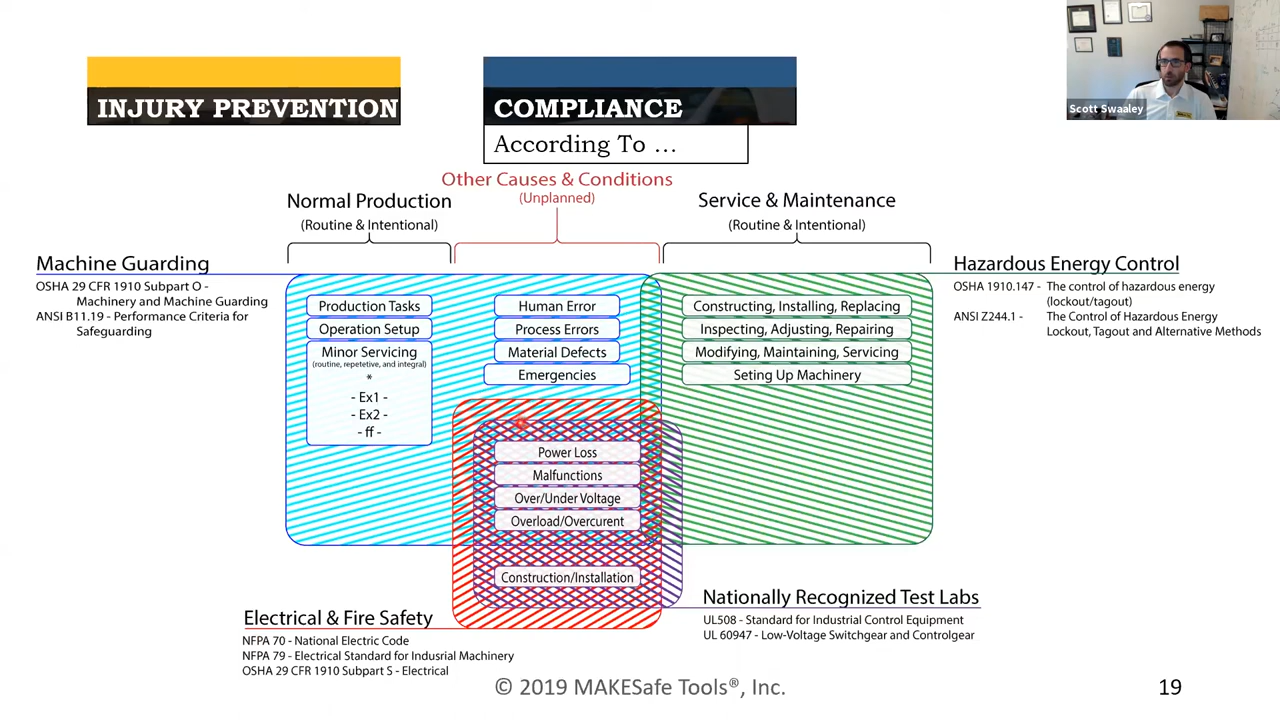 INJURY PREVENTION
COMPLIANCE
According To ...
Scott Swaaley
Other Causes & Conditions
(Unplanned)
Normal Production
(Routine & Intentional)
Service & Maintenance
(Routine & Intentional)
Machine Guarding
OSHA 29 CFR 1910 Subpart O -
Machinery and Machine Guarding
ANSI B11.19 - Performance Criteria for
Safeguarding
Hazardous Energy Control
OSHA 1910.147 - The control of hazardous energy
(lockout/tagout)
ANSI Z244.1 - The Control of Hazardous Energy
Lockout, Tagout and Alternative Methods
Production Tasks
Operation Setup
Minor Servicing
(routine, repetetive, and integral)
*
- Ex1 -
- Ex2 -
- ff -
Human Error
Process Errors
Material Defects
Emergencies
Constructing, Installing, Replacing
Inspecting, Adjusting, Repairing
Modifying, Maintaining, Servicing
Seting Up Machinery
Power Loss
Malfunctions
Over/Under Voltage
Overload/Overcurent
Construction/Installation
Electrical & Fire Safety
NFPA 70 - National Electric Code
NFPA 79 - Electrical Standard for Indusrial Machinery
OSHA 29 CFR 1910 Subpart S - Electrical
Nationally Recognized Test Labs
UL508 - Standard for Industrial Control Equipment
UL 60947 - Low-Voltage Switchgear and Controlgear
© 2019 MAKESafe Tools®, Inc.
19